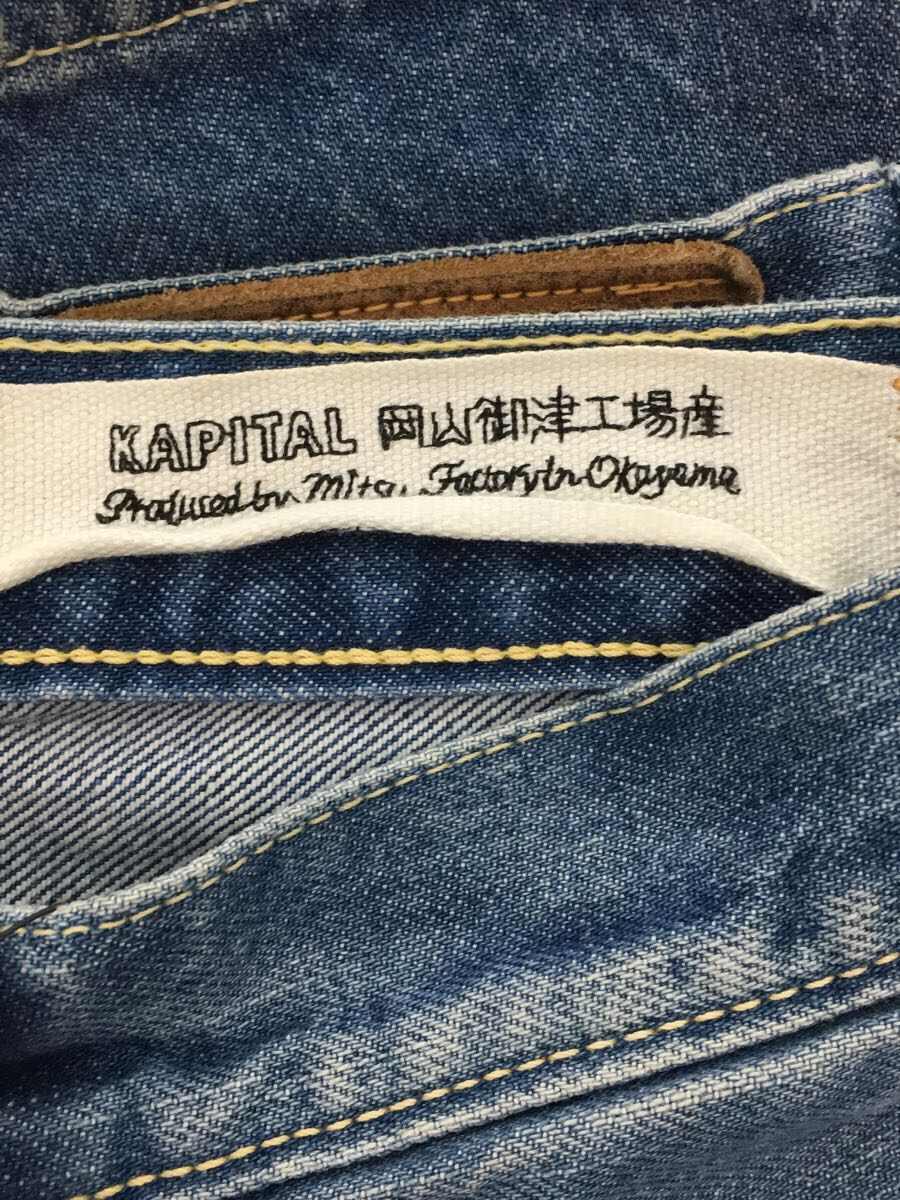 KAPITAL 岡山御津工場産
Produced by Mitsu Factory in Okayama